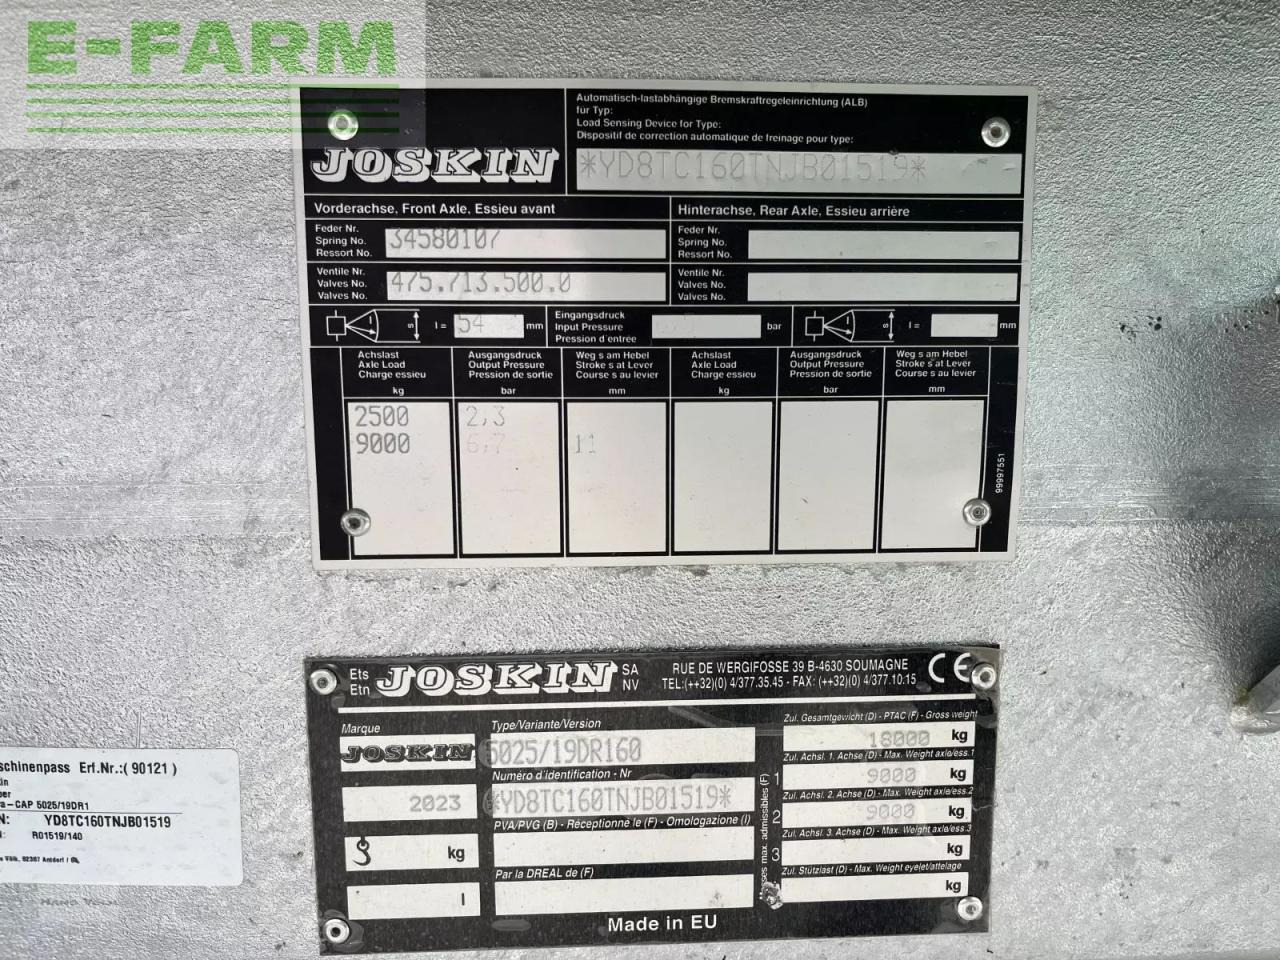 E-FARM
JOSKIN
Automatisch-lastabhängige Bremskraftregeleinrichtung (ALB)
für Typ:
Load Sensing Device for Type:
Dispositif de correction automatique de freinage pour type:
*YD8TC160TNJB01519*
Vorderachse, Front Axle, Essieu avant
Hinterachse, Rear Axle, Essieu arrière
Feder Nr.
Spring No.
Ressort No.
34580107
Feder Nr.
Spring No.
Ressort No.
Ventile Nr.
Valves No.
Valves No.
475.713.500.0
Ventile Nr.
Valves No.
Valves No.
s
l = 54 mm
Eingangsdruck
Input Pressure
Pression d'entrée
bar
s
l = mm
Achslast
Axle Load
Charge essieu
kg
Ausgangsdruck
Output Pressure
Pression de sortie
bar
Weg s am Hebel
Stroke s at Lever
Course s au levier
mm
Achslast
Axle Load
Charge essieu
kg
Ausgangsdruck
Output Pressure
Pression de sortie
bar
Weg s am Hebel
Stroke s at Lever
Course s au levier
mm
2500 2,3
9000 6,7 11
99997551
Ets
Etn
JOSKIN
SA
NV
RUE DE WERGIFOSSE 39 B-4630 SOUMAGNE
TEL:(++32)(0) 4/377.35.45 - FAX: (++32)(0) 4/377.10.15
CE
Marque
JOSKIN
2023
kg
l
Type/Variante/Version
5025/19DR160
Numéro d'identification - Nr
*YD8TC160TNJB01519*
PVA/PVG (B) - Réceptionné le (F) - Omologazione (I)
Par la DREAL de (F)
Made in EU
max. admissibles (F)
Zul. Gesamtgewicht (D) - PTAC (F) - Gross weight
18000 kg
Zul. Achsl. 1. Achse (D) - Max. Weight axle/ess.1
1 9000 kg
Zul. Achsl. 2. Achse (D) - Max. Weight axle/ess.2
2 9000 kg
Zul. Achsl. 3. Achse (D) - Max. Weight axle/ess.3
3 kg
Zul. Stützlast (D) - Max. Weight eyelet/attelage
kg
schinenpass Erf.Nr.:( 90121 )
a-CAP 5025/19DR1
N: YD8TC160TNJB01519
R01519/140